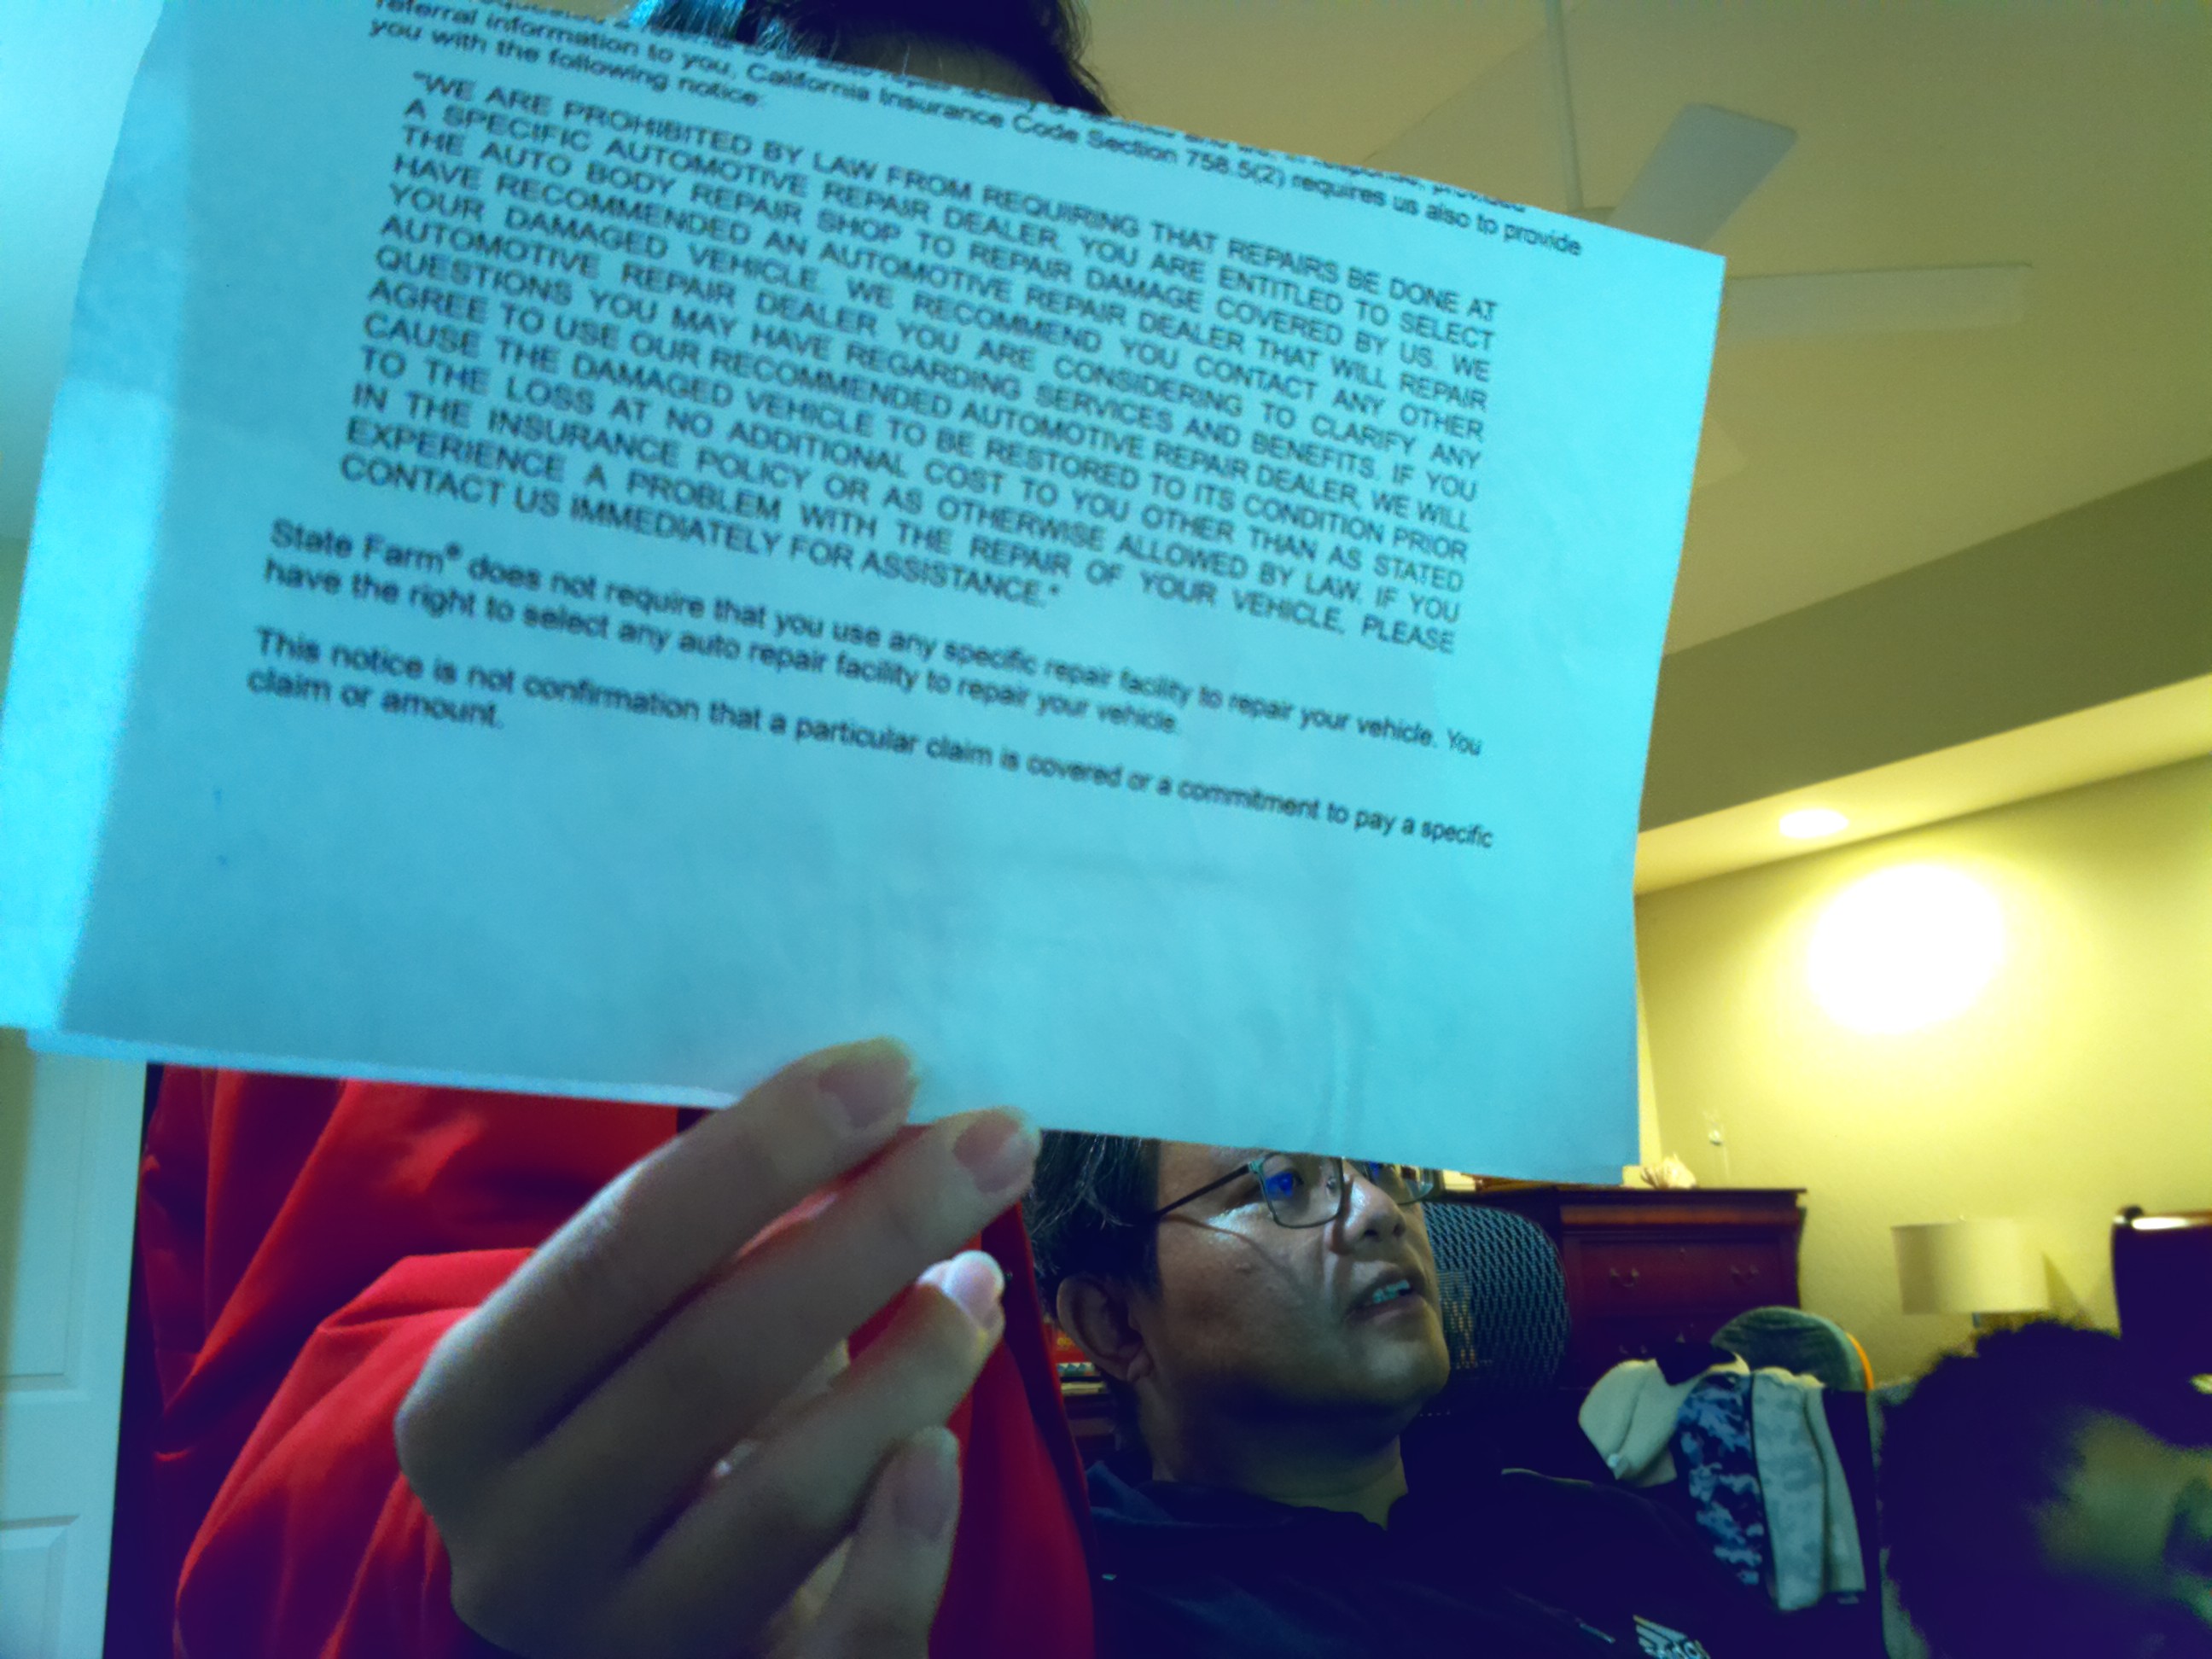 referral information to you, California Insurance Code Section 758.5(2) requires us also to provide
you with the following notice:
"WE ARE PROHIBITED BY LAW FROM REQUIRING THAT REPAIRS BE DONE AT
A SPECIFIC AUTOMOTIVE REPAIR DEALER. YOU ARE ENTITLED TO SELECT
THE AUTO BODY REPAIR SHOP TO REPAIR DAMAGE COVERED BY US. WE
HAVE RECOMMENDED AN AUTOMOTIVE REPAIR DEALER THAT WILL REPAIR
YOUR DAMAGED VEHICLE. WE RECOMMEND YOU CONTACT ANY OTHER
AUTOMOTIVE REPAIR DEALER YOU ARE CONSIDERING TO CLARIFY ANY
QUESTIONS YOU MAY HAVE REGARDING SERVICES AND BENEFITS. IF YOU
AGREE TO USE OUR RECOMMENDED AUTOMOTIVE REPAIR DEALER, WE WILL
CAUSE THE DAMAGED VEHICLE TO BE RESTORED TO ITS CONDITION PRIOR
TO THE LOSS AT NO ADDITIONAL COST TO YOU OTHER THAN AS STATED
IN THE INSURANCE POLICY OR AS OTHERWISE ALLOWED BY LAW. IF YOU
EXPERIENCE A PROBLEM WITH THE REPAIR OF YOUR VEHICLE, PLEASE
CONTACT US IMMEDIATELY FOR ASSISTANCE."
State Farm® does not require that you use any specific repair facility to repair your vehicle. You
have the right to select any auto repair facility to repair your vehicle.
This notice is not confirmation that a particular claim is covered or a commitment to pay a specific
claim or amount.